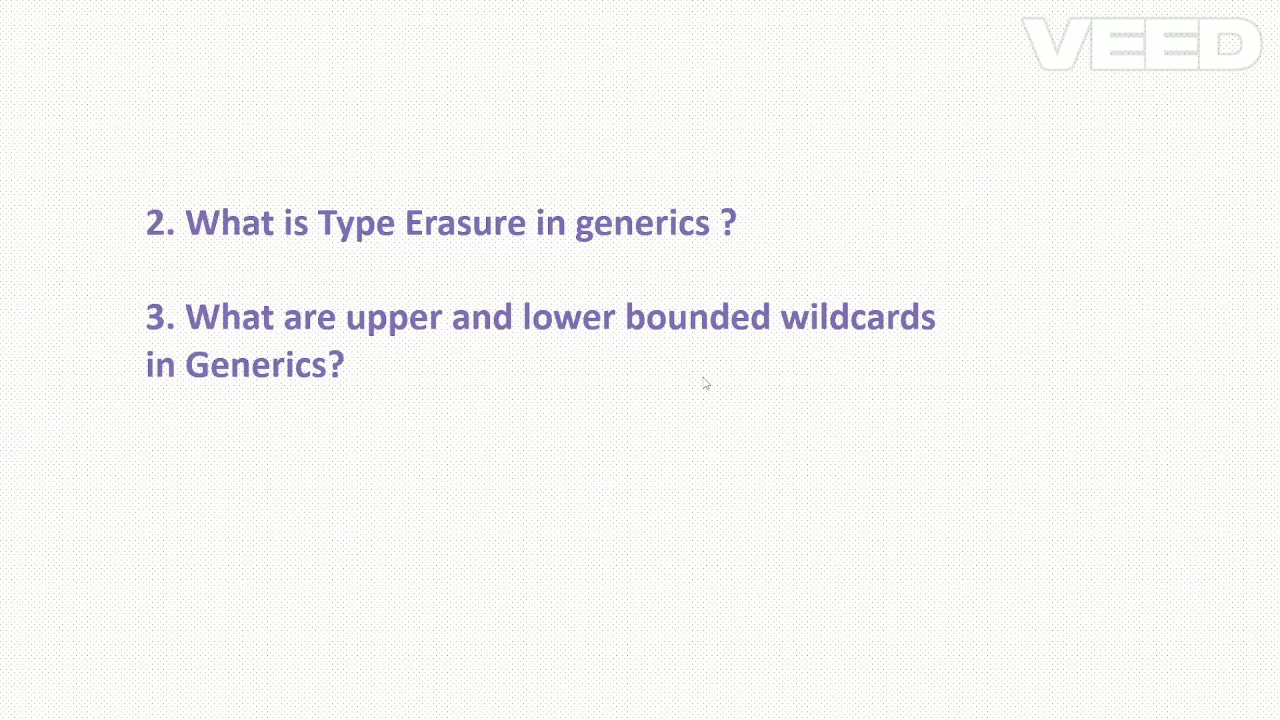 VEED
2. What is Type Erasure in generics ?
3. What are upper and lower bounded wildcards
in Generics?